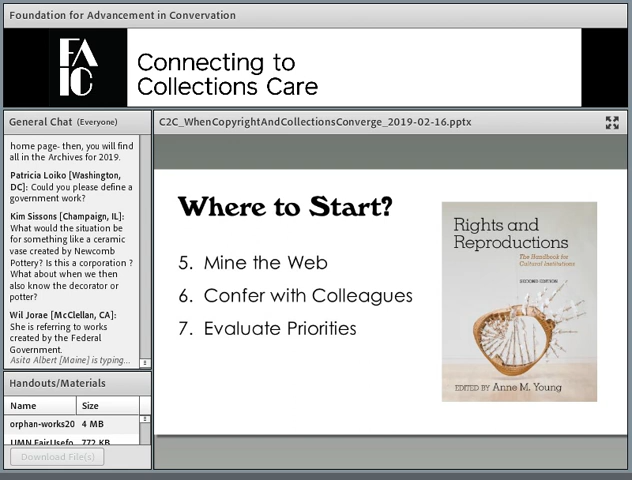 Foundation for Advancement in Convervation
FA
IC
Connecting to
Collections Care
General Chat (Everyone)
home page- then, you will find
all in the Archives for 2019.
Patricia Loiko [Washington,
DC]: Could you please define a
government work?
Kim Sissons [Champaign, IL]:
What would the situation be
for something like a ceramic
vase created by Newcomb
Pottery? Is this a corporation ?
What about when we then
also know the decorator or
potter?
Wil Jorae [McClellan, CA]:
She is referring to works
created by the Federal
Government.
Asita Albert [Maine] is typing...
Handouts/Materials
Name Size
orphan-works20 4 MB
UMN FairUsefo 772 KB
Download File(s)
C2C_WhenCopyrightAndCollectionsConverge_2019-02-16.pptx
Where to Start?
5. Mine the Web
6. Confer with Colleagues
7. Evaluate Priorities
Rights and
Reproductions
The Handbook for
Cultural Institutions
SECOND EDITION
EDITED BY Anne M. Young